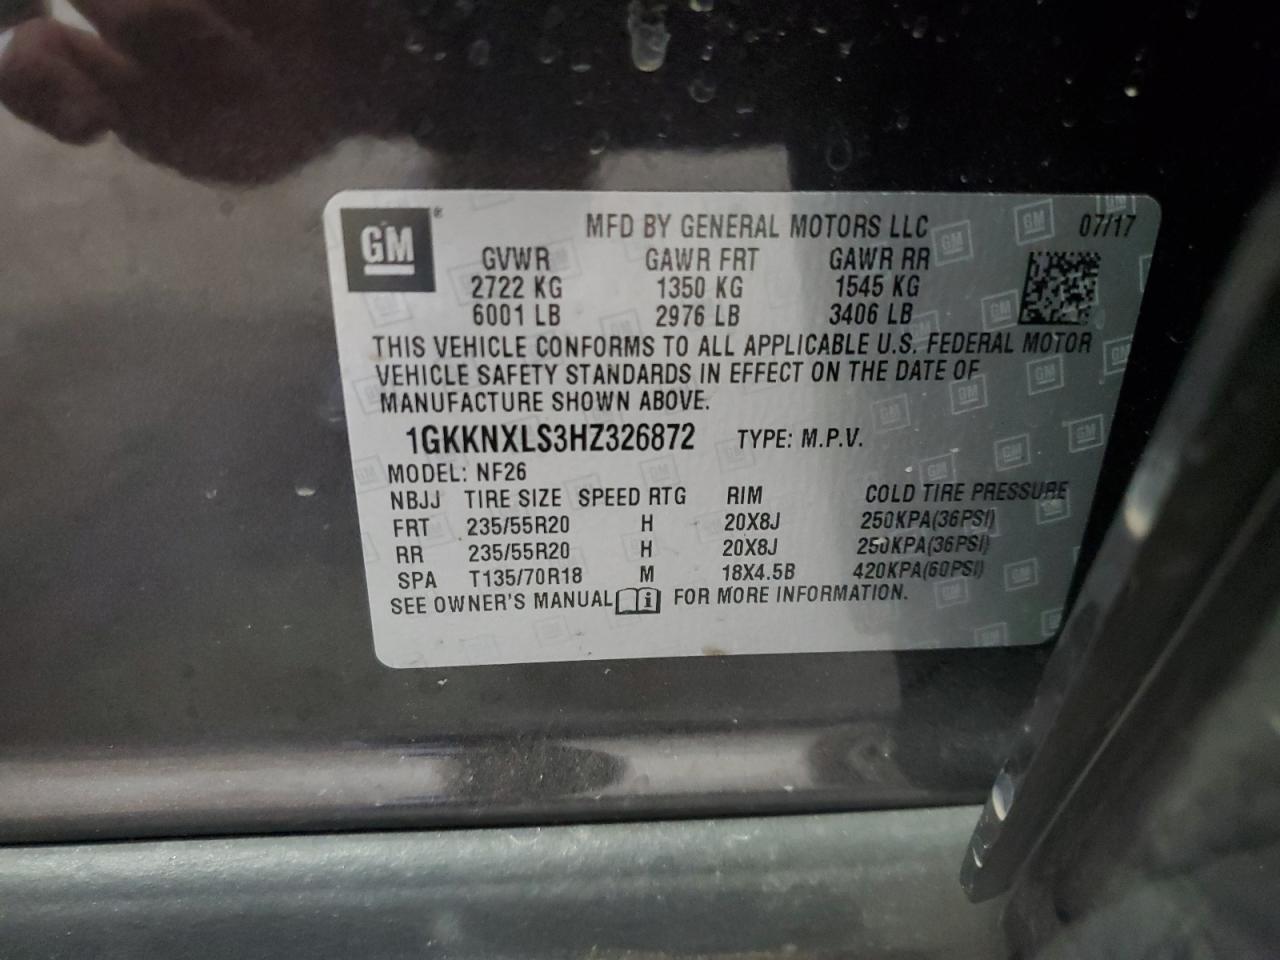 GM®
MFD BY GENERAL MOTORS LLC 07/17
GVWR GAWR FRT GAWR RR
2722 KG 1350 KG 1545 KG
6001 LB 2976 LB 3406 LB
THIS VEHICLE CONFORMS TO ALL APPLICABLE U.S. FEDERAL MOTOR
VEHICLE SAFETY STANDARDS IN EFFECT ON THE DATE OF
MANUFACTURE SHOWN ABOVE.
1GKKNXLS3HZ326872 TYPE: M.P.V.
MODEL: NF26
NBJJ TIRE SIZE SPEED RTG RIM COLD TIRE PRESSURE
FRT 235/55R20 H 20X8J 250KPA(36PSI)
RR 235/55R20 H 20X8J 250KPA(36PSI)
SPA T135/70R18 M 18X4.5B 420KPA(60PSI)
SEE OWNER'S MANUAL i FOR MORE INFORMATION.